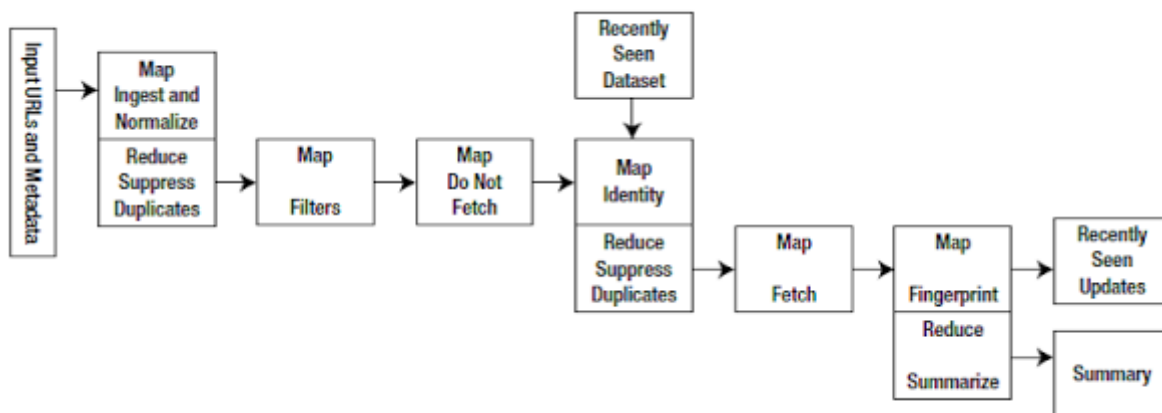 Input URLs and Metadata
Map
Ingest and
Normalize
Reduce
Suppress
Duplicates
Map
Filters
Map
Do Not
Fetch
Recently
Seen
Dataset
Map
Identity
Reduce
Suppress
Duplicates
Map
Fetch
Map
Fingerprint
Reduce
Summarize
Recently
Seen
Updates
Summary